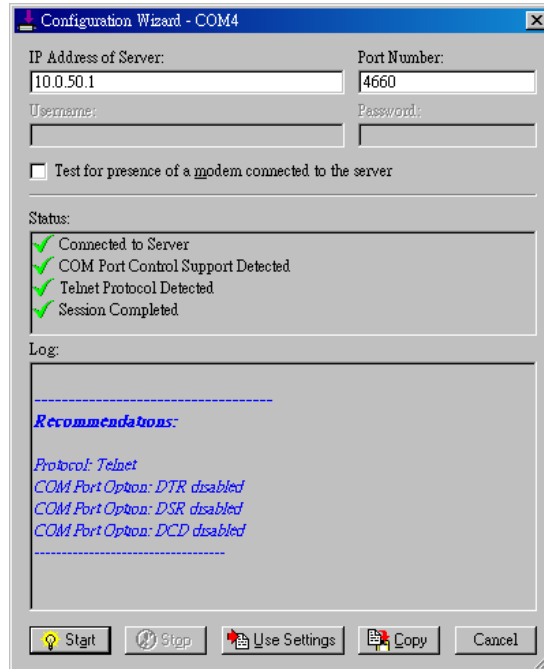 Configuration Wizard - COM4
IP Address of Server: Port Number:
10.0.50.1 4660
Username: Password:
Test for presence of a modem connected to the server
Status:
Connected to Server
COM Port Control Support Detected
Telnet Protocol Detected
Session Completed
Log:
-----------------------------------
Recommendations:
Protocol: Telnet
COM Port Option: DTR disabled
COM Port Option: DSR disabled
COM Port Option: DCD disabled
-----------------------------------
Start Stop Use Settings Copy Cancel